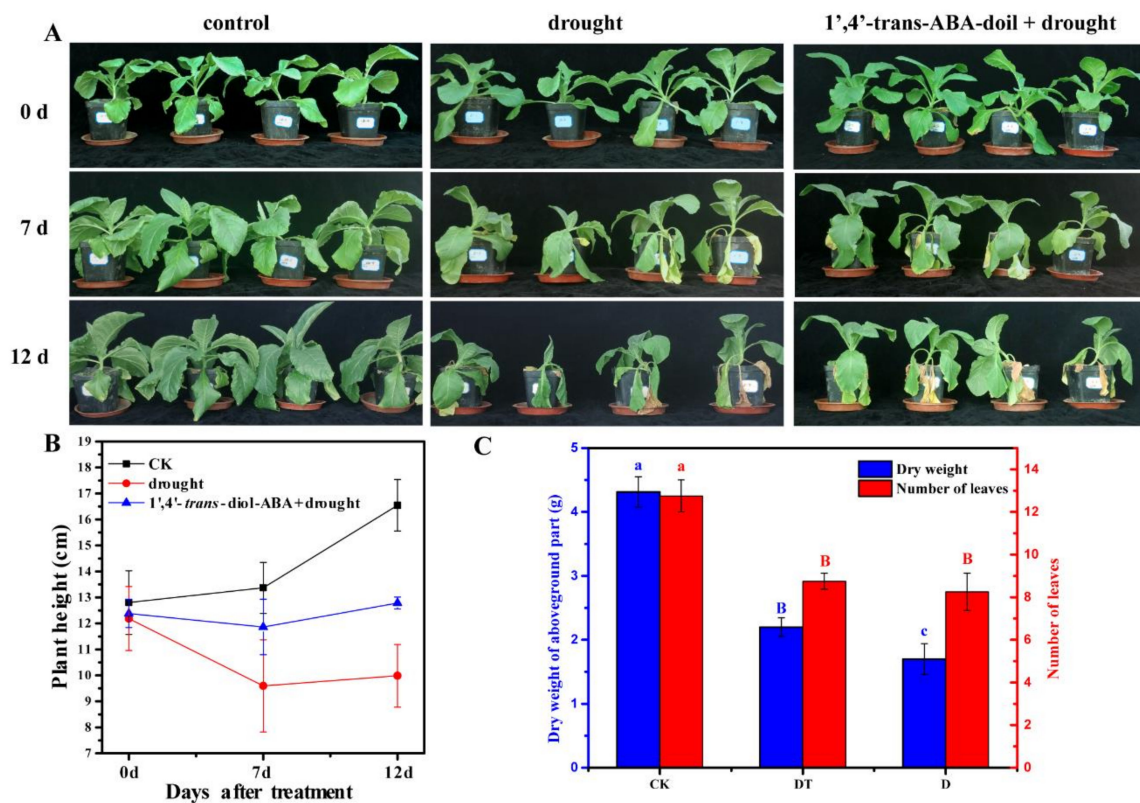 A
control
drought
1',4'-trans-ABA-doil + drought
0 d
7 d
12 d
B
19
18
17
16
15
14
13
12
11
10
9
8
7
Plant height (cm)
CK
drought
1',4'-trans-diol-ABA+drought
0d
7d
12d
Days after treatment
C
5
4
3
2
1
0
Dry weight of aboveground part (g)
Dry weight
Number of leaves
a
a
B
B
c
B
14
12
10
8
6
4
2
0
Number of leaves
CK
DT
D